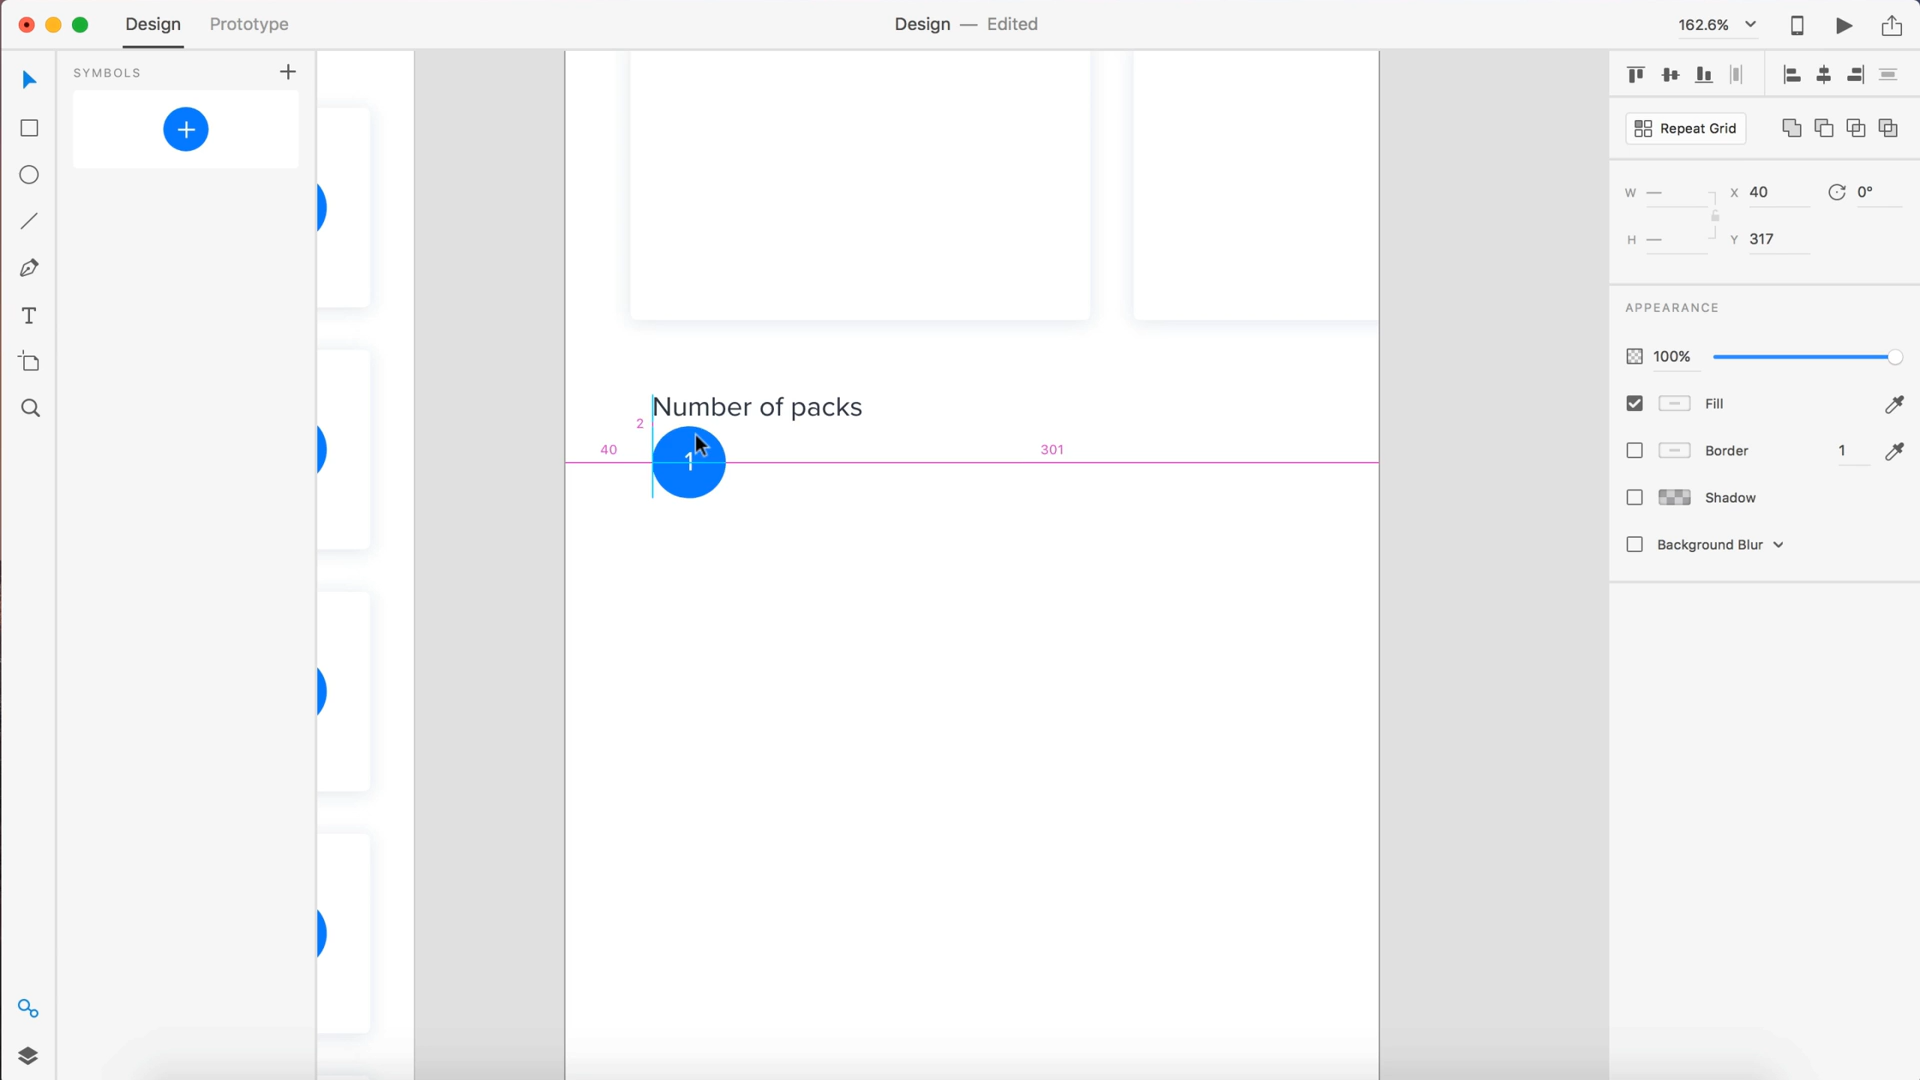 Design Prototype
Design — Edited
162.6%
SYMBOLS
Repeat Grid
W — X 40 0°
H — Y 317
APPEARANCE
100%
Fill
Border 1
Shadow
Background Blur
Number of packs
2
40 301
1